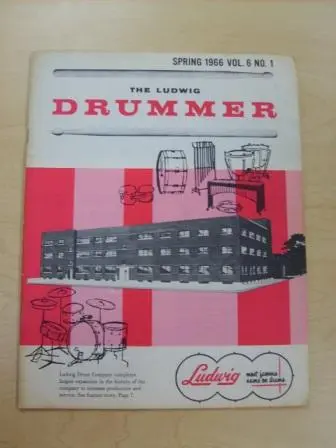 SPRING 1966 VOL. 6 NO. 1
THE LUDWIG
DRUMMER
Ludwig Drum Company completes
largest expansion in the history of the
company to increase production and
service. See feature story, Page 7.
Ludwig
most famous
name on drums